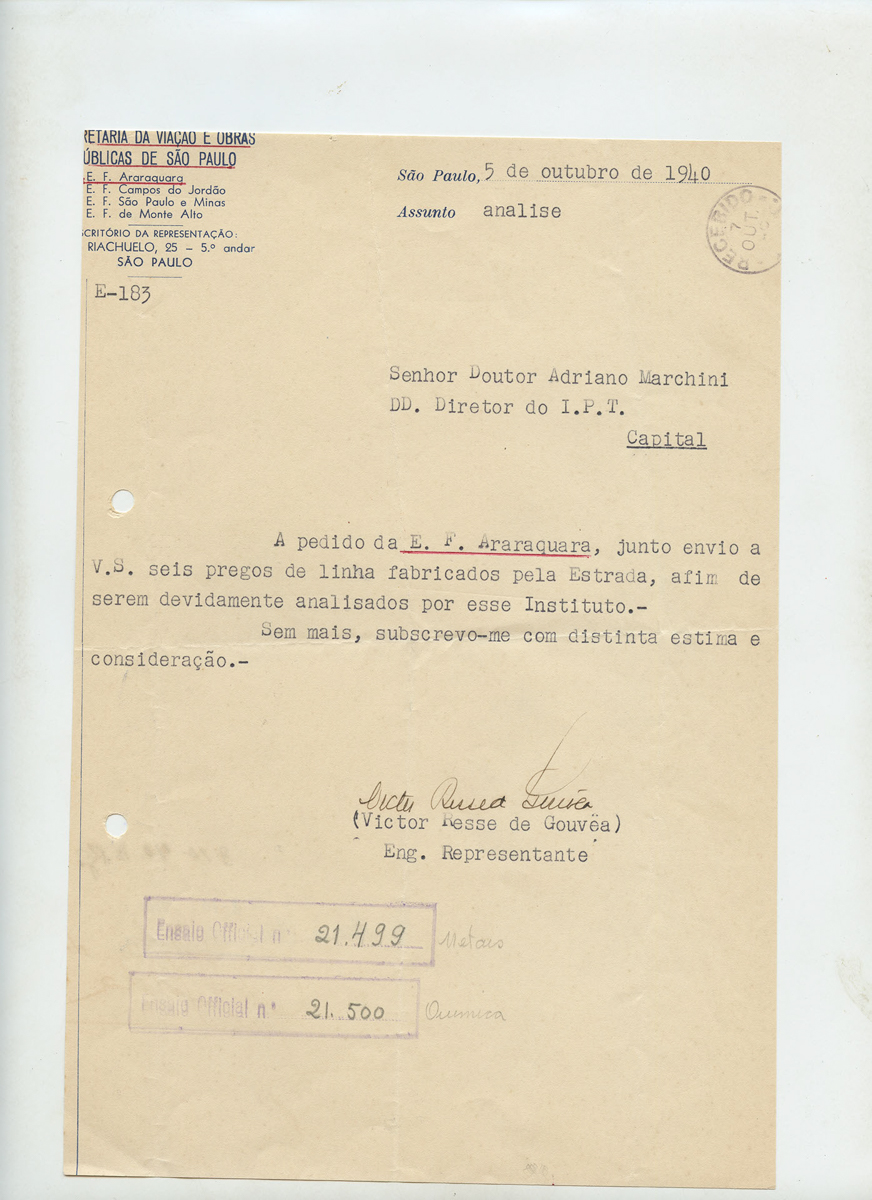 RETARIA DA VIAÇÃO E OBRAS
ÚBLICAS DE SÃO PAULO
E. F. Araraquara
E. F. Campos do Jordão
E. F. São Paulo e Minas
E. F. de Monte Alto
SCRITÓRIO DA REPRESENTAÇÃO:
RIACHUELO, 25 – 5.º andar
SÃO PAULO
E-183
São Paulo, 5 de outubro de 1940
Assunto analise
RECEBIDO
7
OUT.
Senhor Doutor Adriano Marchini
DD. Diretor do I.P.T.
Capital
A pedido da E. F. Araraquara, junto envio a
V.S. seis pregos de linha fabricados pela Estrada, afim de
serem devidamente analisados por esse Instituto.-
Sem mais, subscrevo-me com distinta estima e
consideração.-
(Victor Resse de Gouvêa)
Eng. Representante
Ensaio Official nº 21.499 Metais
Ensaio Official n.º 21.500 Quimica